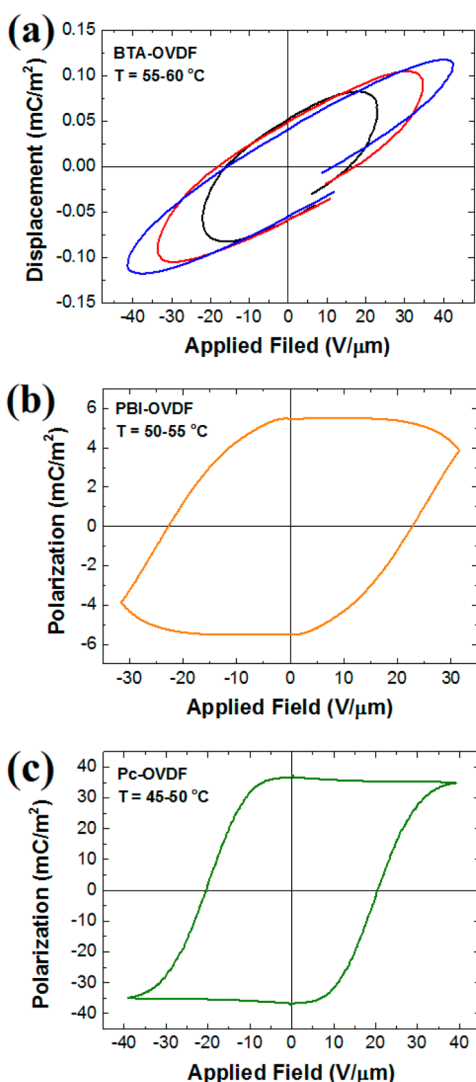 (a)
BTA-OVDF
T = 55-60 °C
Displacement (mC/m²)
0.15
0.10
0.05
0.00
-0.05
-0.10
-0.15
-40 -30 -20 -10 0 10 20 30 40
Applied Filed (V/μm)
(b)
PBI-OVDF
T = 50-55 °C
Polarization (mC/m²)
6
4
2
0
-2
-4
-6
-30 -20 -10 0 10 20 30
Applied Field (V/μm)
(c)
Pc-OVDF
T = 45-50 °C
Polarization (mC/m²)
40
30
20
10
0
-10
-20
-30
-40
-40 -20 0 20 40
Applied Field (V/μm)